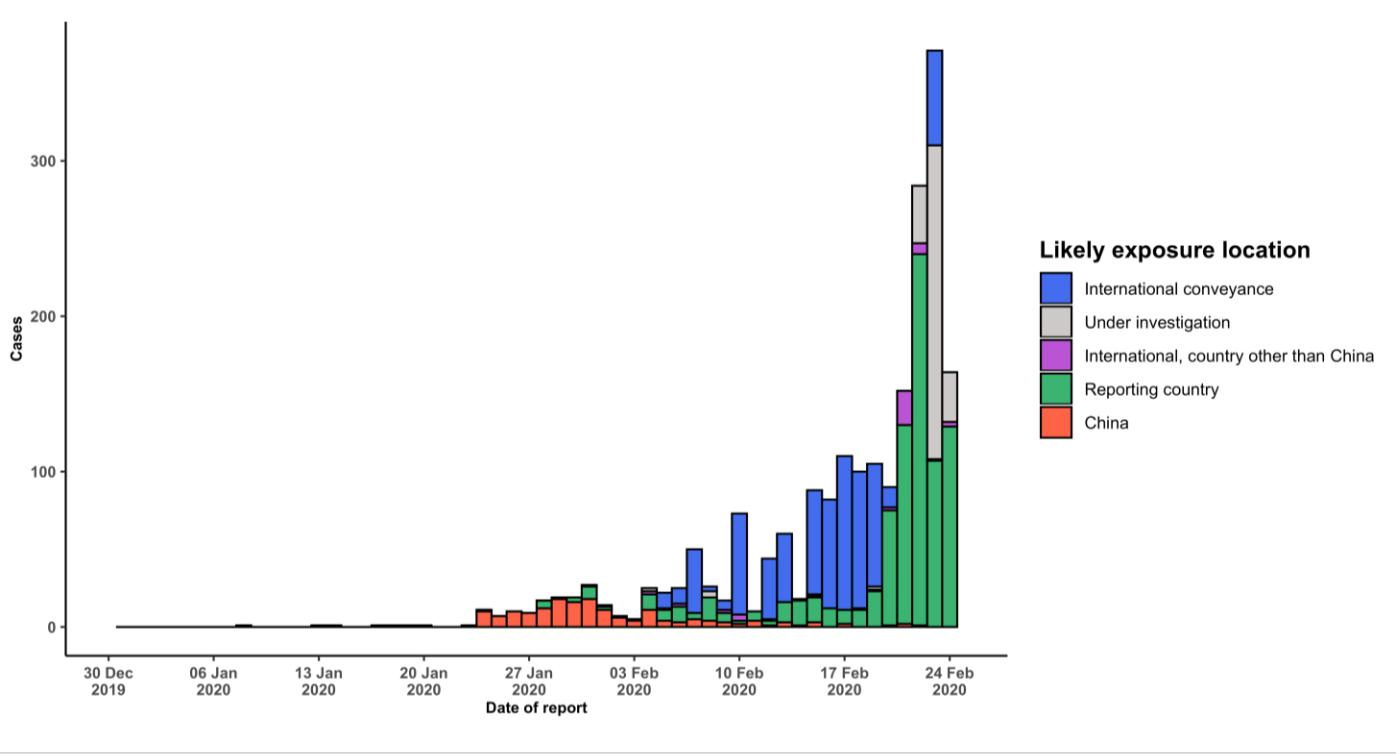 300
200
100
0
Cases
30 Dec
2019
06 Jan
2020
13 Jan
2020
20 Jan
2020
27 Jan
2020
03 Feb
2020
10 Feb
2020
17 Feb
2020
24 Feb
2020
Date of report
Likely exposure location
International conveyance
Under investigation
International, country other than China
Reporting country
China